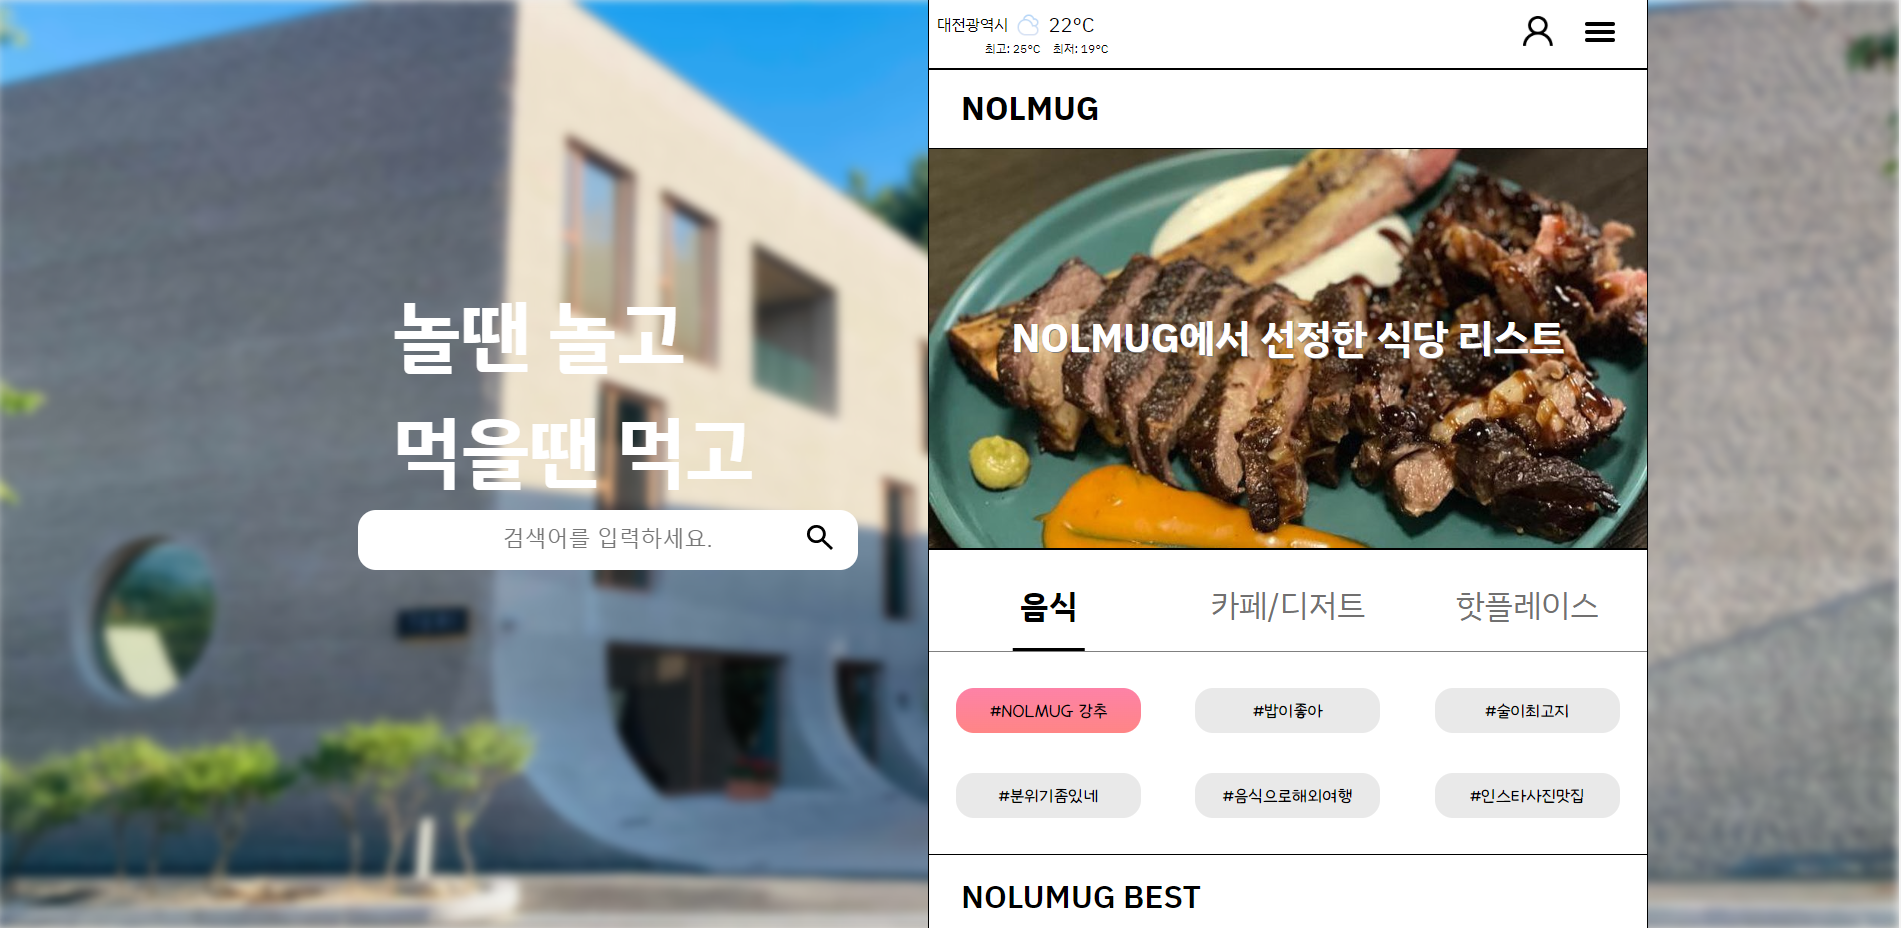 놀땐 놀고
먹을땐 먹고
검색어를 입력하세요.
대전광역시 22°C
최고: 25°C 최저: 19°C
NOLMUG
NOLMUG에서 선정한 식당 리스트
음식 카페/디저트 핫플레이스
#NOLMUG 강추 #밥이좋아 #술이최고지
#분위기좀있네 #음식으로해외여행 #인스타사진맛집
NOLUMUG BEST